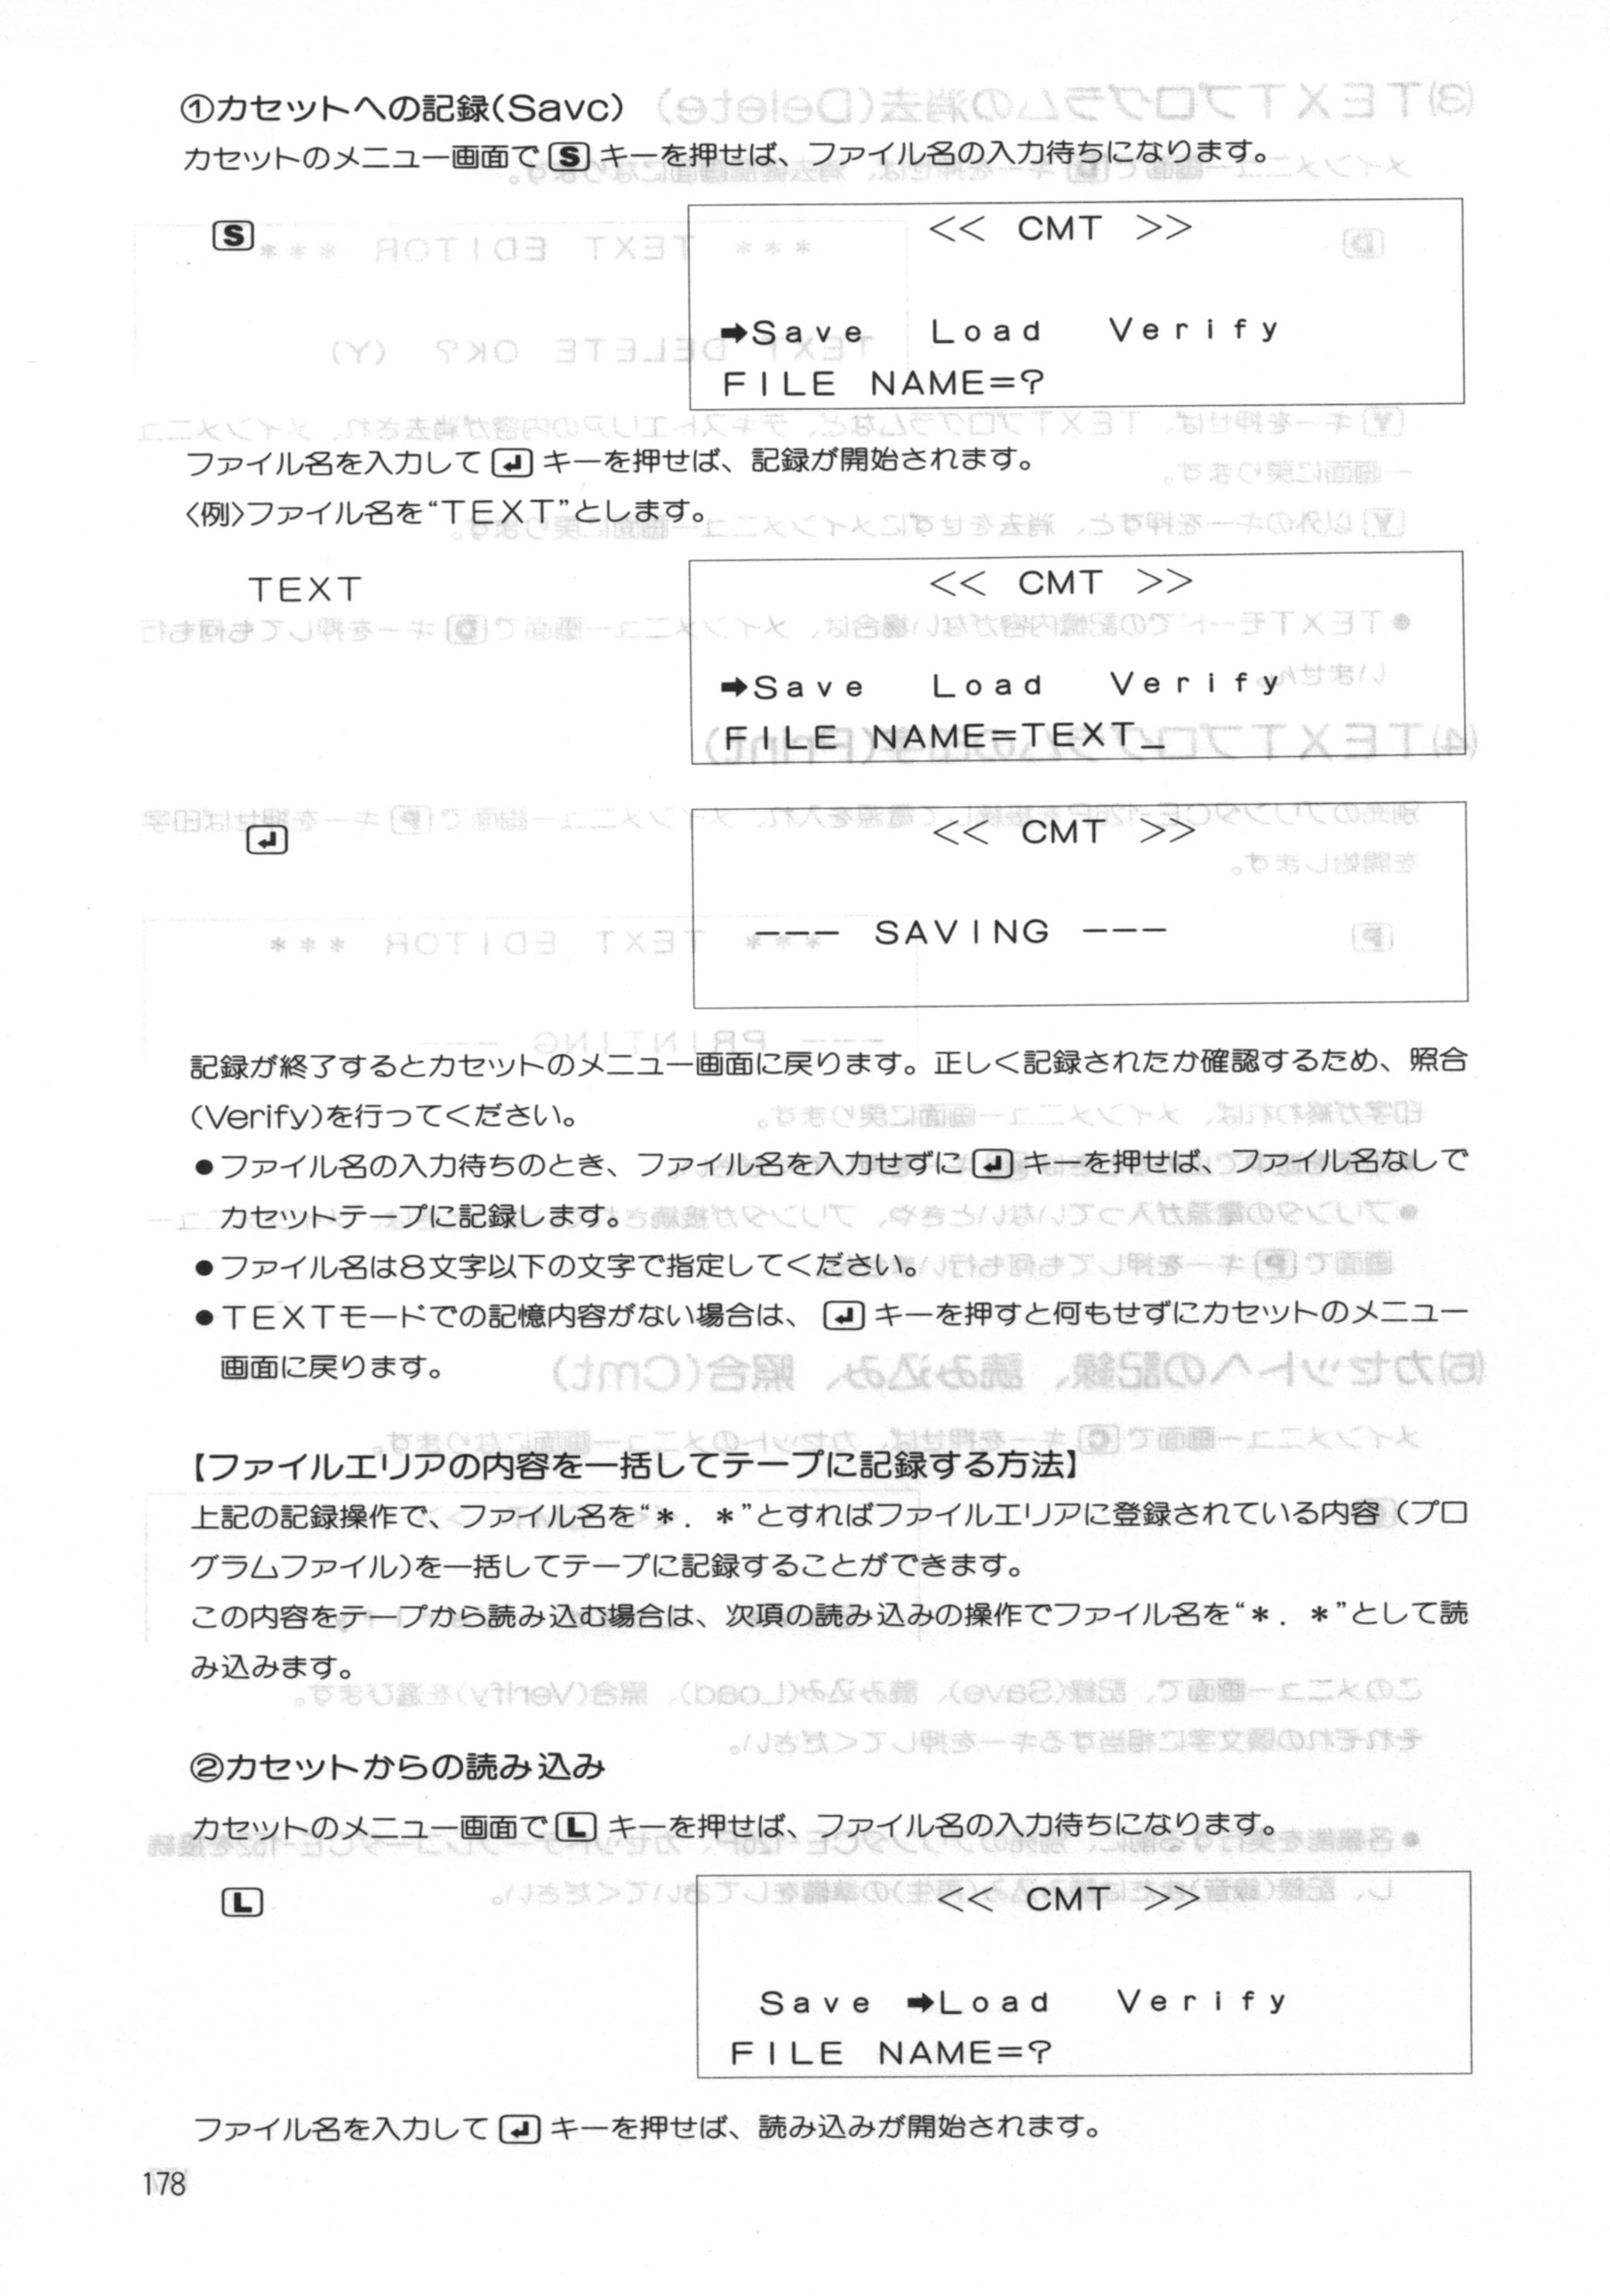 ①カセットへの記録(Savc)
カセットのメニュー画面で[S]キーを押せば、ファイル名の入力待ちになります。
[S]
<< CMT >>
➡Save Load Verify
FILE NAME=?
ファイル名を入力して[↲]キーを押せば、記録が開始されます。
〈例〉ファイル名を“TEXT”とします。
TEXT
<< CMT >>
➡Save Load Verify
FILE NAME=TEXT_
[↲]
<< CMT >>
--- SAVING ---
記録が終了するとカセットのメニュー画面に戻ります。正しく記録されたか確認するため、照合
(Verify)を行ってください。
●ファイル名の入力待ちのとき、ファイル名を入力せずに[↲]キーを押せば、ファイル名なしで
カセットテープに記録します。
●ファイル名は8文字以下の文字で指定してください。
●TEXTモードでの記憶内容がない場合は、[↲]キーを押すと何もせずにカセットのメニュー
画面に戻ります。
【ファイルエリアの内容を一括してテープに記録する方法】
上記の記録操作で、ファイル名を“＊．＊”とすればファイルエリアに登録されている内容（プロ
グラムファイル)を一括してテープに記録することができます。
この内容をテープから読み込む場合は、次項の読み込みの操作でファイル名を“＊．＊”として読
み込みます。
②カセットからの読み込み
カセットのメニュー画面で[L]キーを押せば、ファイル名の入力待ちになります。
[L]
<< CMT >>
Save ➡Load Verify
FILE NAME=?
ファイル名を入力して[↲]キーを押せば、読み込みが開始されます。
178